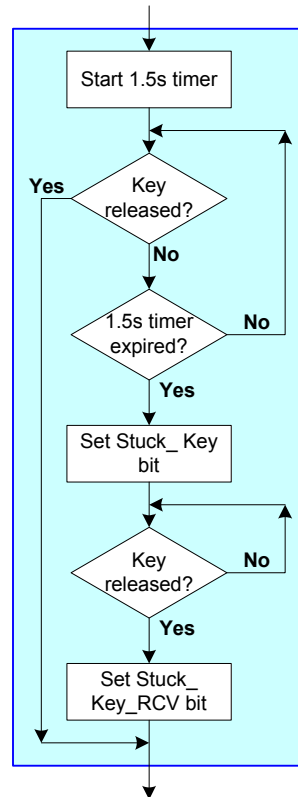 Start 1.5s timer
Yes
Key
released?
No
1.5s timer
expired?
No
Yes
Set Stuck_ Key
bit
Key
released?
No
Yes
Set Stuck_
Key_RCV bit